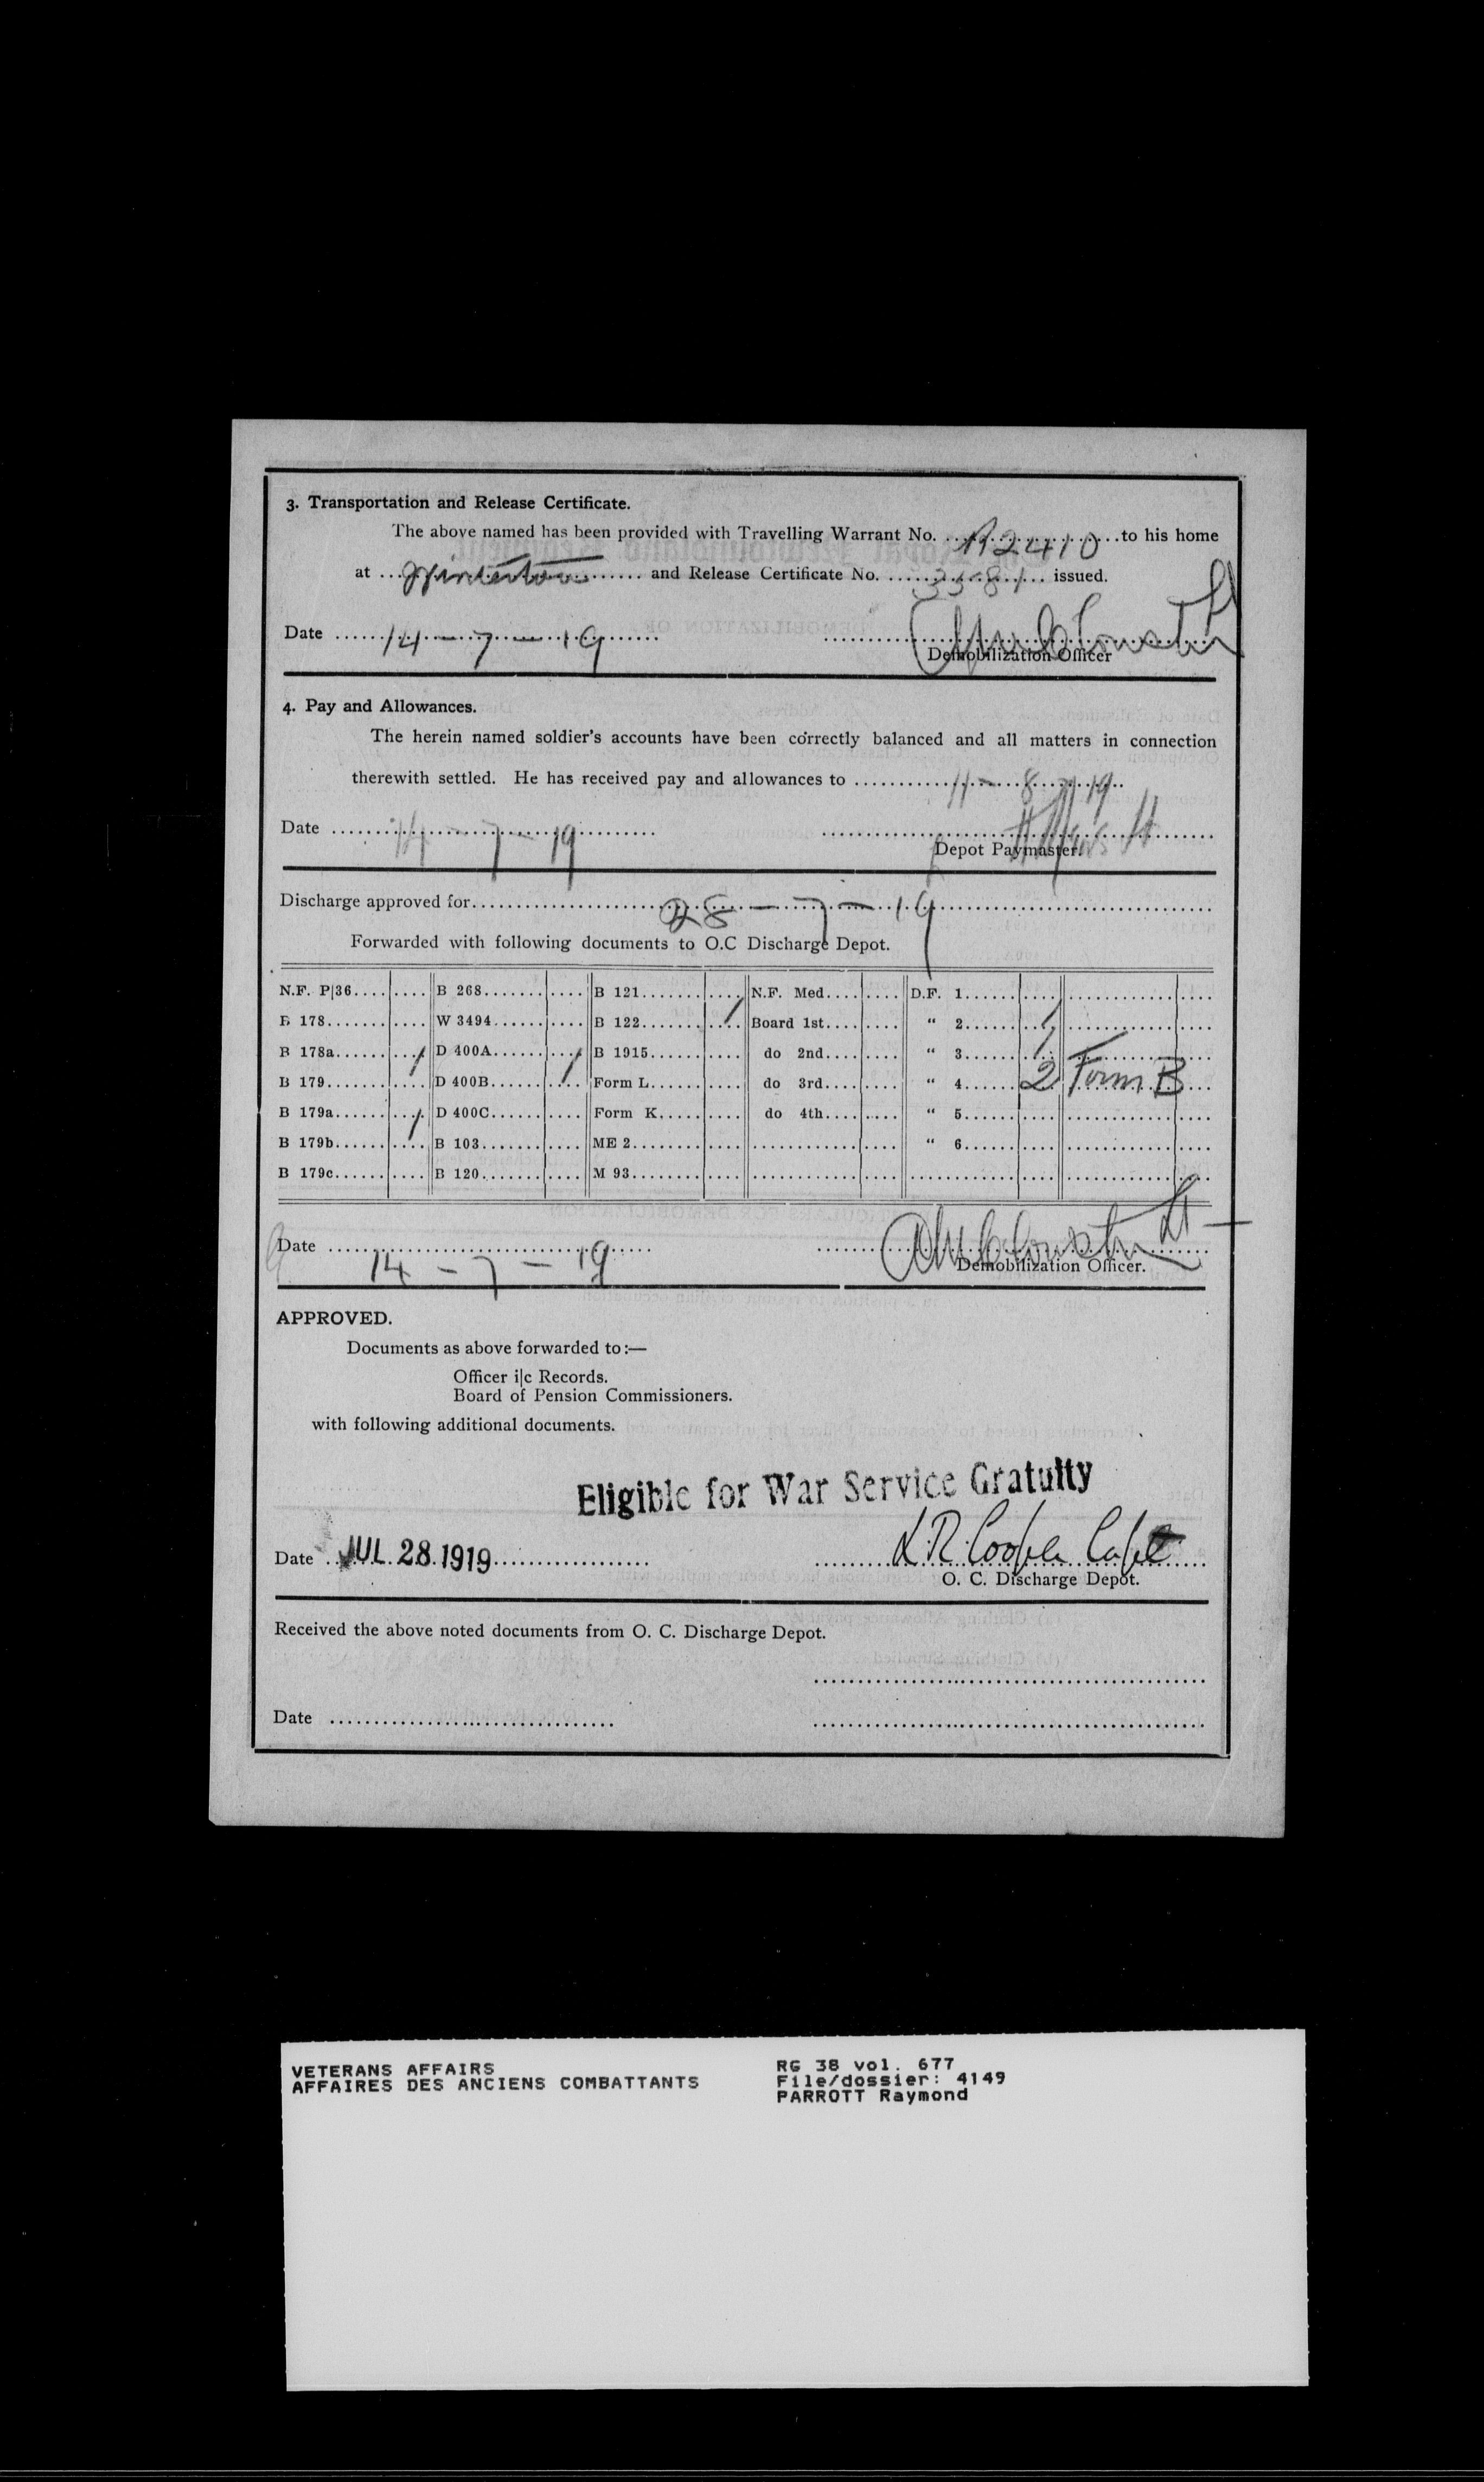 3. Transportation and Release Certificate.
The above named has been provided with Travelling Warrant No. R2410 to his home
at Winterton and Release Certificate No. 3581 issued.
Date 14-7-19
Demobilization Officer
4. Pay and Allowances.
The herein named soldier's accounts have been correctly balanced and all matters in connection
therewith settled. He has received pay and allowances to 11-8-19
Date 14-7-19
Depot Paymaster.
Discharge approved for 28-7-19
Forwarded with following documents to O.C Discharge Depot.
N.F. P|36 B 268 B 121 N.F. Med. D.F. 1
B 178 W 3494 B 122 / Board 1st " 2 /
B 178a / D 400A / B 1915 do 2nd " 3 /
B 179 D 400B Form L do 3rd " 4 2 Form B
B 179a / D 400C Form K do 4th " 5
B 179b B 103 ME 2 " 6
B 179c B 120 M 93
Date 14-7-19 Lt
Demobilization Officer.
APPROVED.
Documents as above forwarded to:—
Officer i|c Records.
Board of Pension Commissioners.
with following additional documents.
Eligible for War Service Gratuity
Date JUL 28 1919 L R Cooper Capt
O. C. Discharge Depot.
Received the above noted documents from O. C. Discharge Depot.
Date
VETERANS AFFAIRS RG 38 vol. 677
AFFAIRES DES ANCIENS COMBATTANTS File/dossier: 4149
PARROTT Raymond